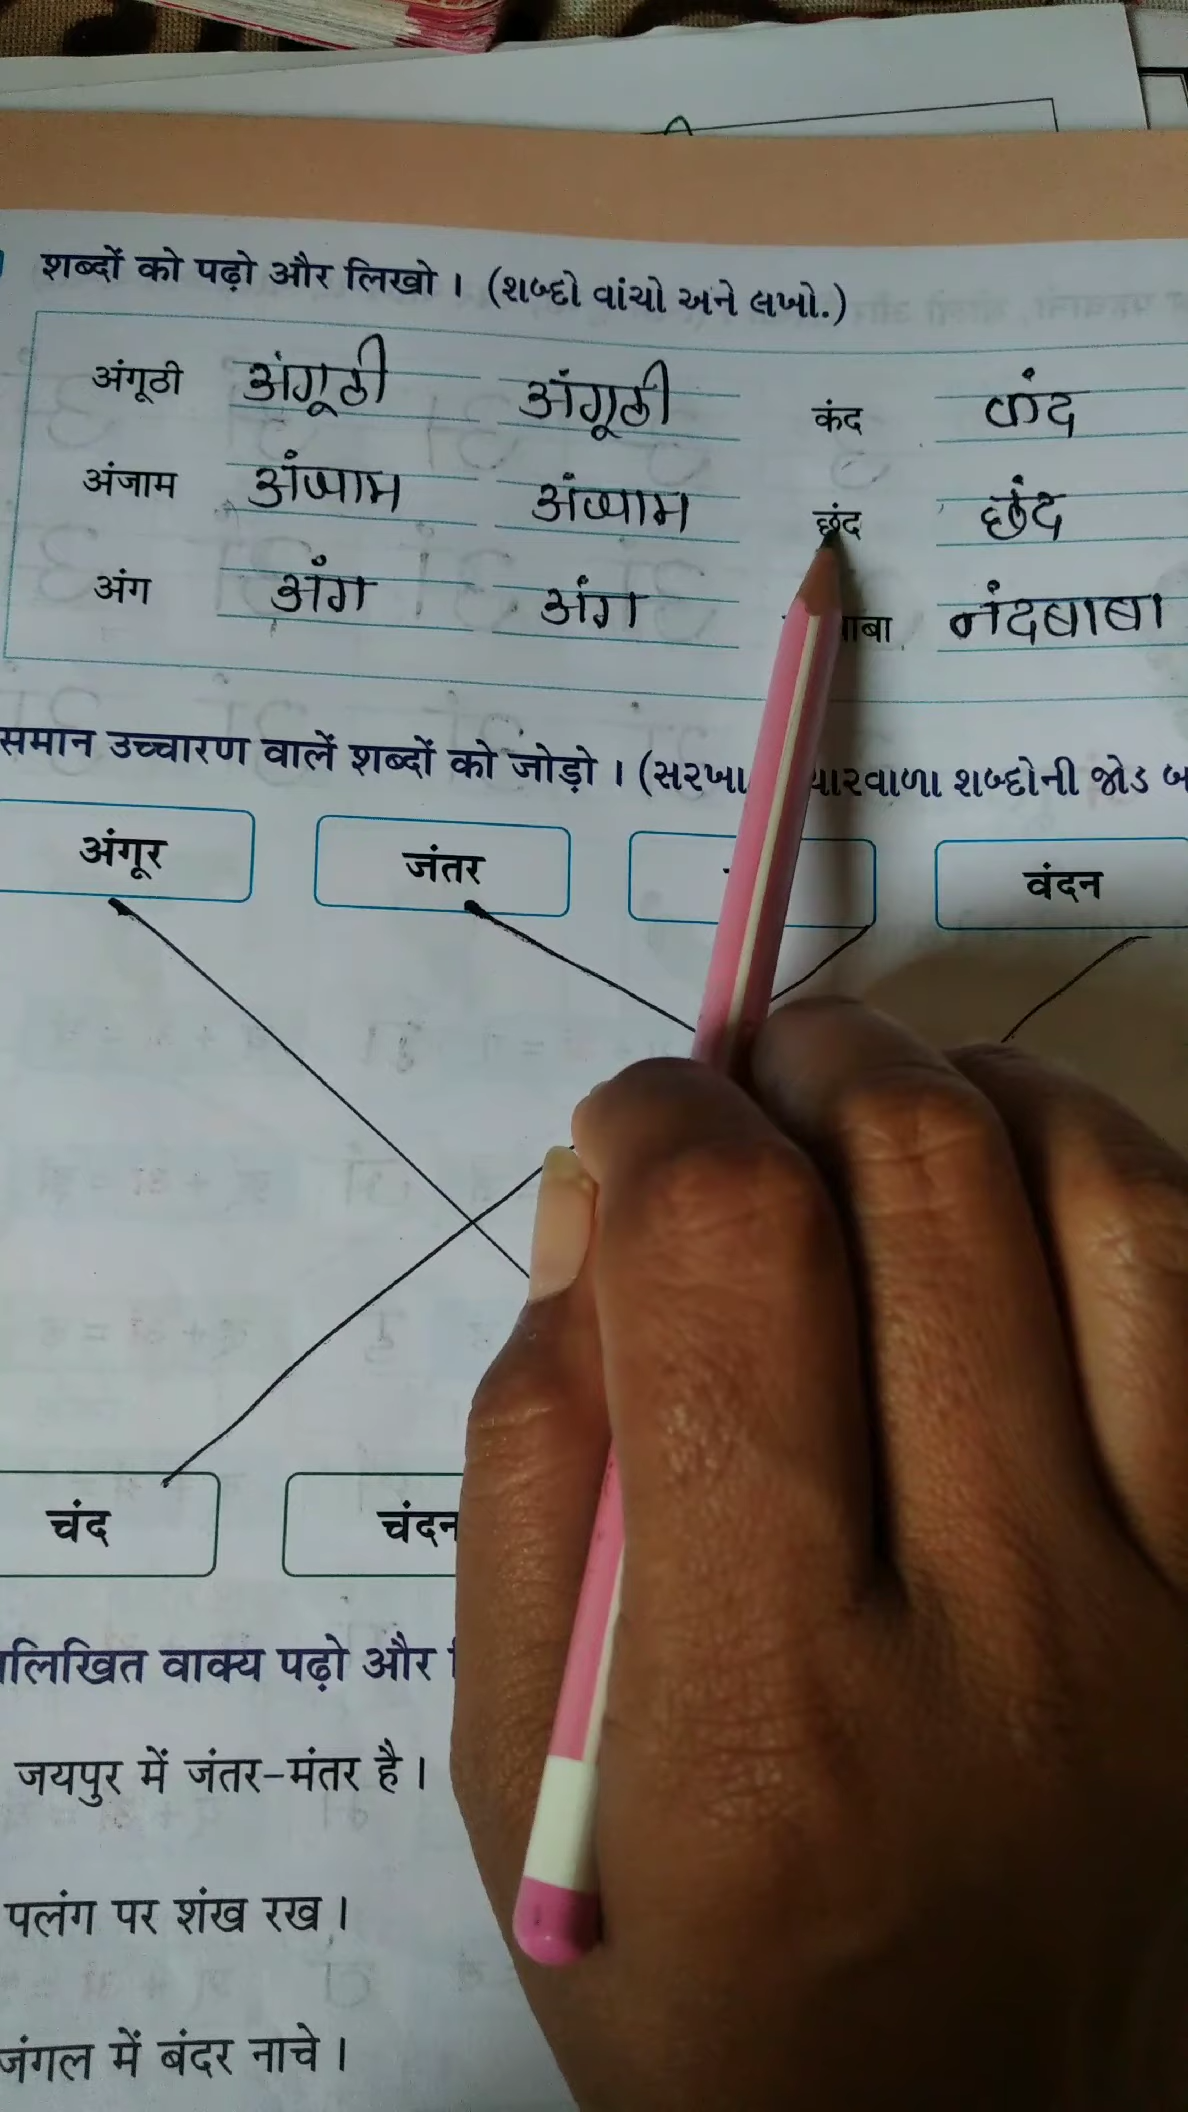 शब्दों को पढ़ो और लिखो । (શબ્દો વાંચો અને લખો.)
अंगूठी अंगूठी अंगूठी कंद कंद
अंजाम अंजाम अंजाम छंद छंद
अंग अंग अंग ाबा नंदबाबा
समान उच्चारण वालें शब्दों को जोड़ो । (સરખા ચારવાળા શબ્દોની જોડ બ
अंगूर जंतर वंदन
चंद चंदन
लिखित वाक्य पढ़ो और
जयपुर में जंतर-मंतर है ।
पलंग पर शंख रख ।
जंगल में बंदर नाचे ।